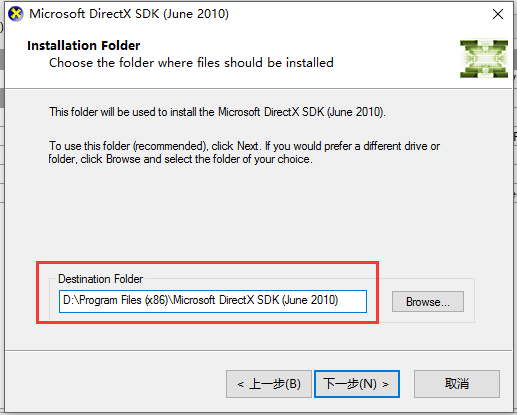 Microsoft DirectX SDK (June 2010)
Installation Folder
Choose the folder where files should be installed
This folder will be used to install the Microsoft DirectX SDK (June 2010).
To use this folder (recommended), click Next. If you would prefer a different drive or
folder, click Browse and select the folder of your choice.
Destination Folder
D:\Program Files (x86)\Microsoft DirectX SDK (June 2010)
Browse...
< 上一步(B)
下一步(N) >
取消